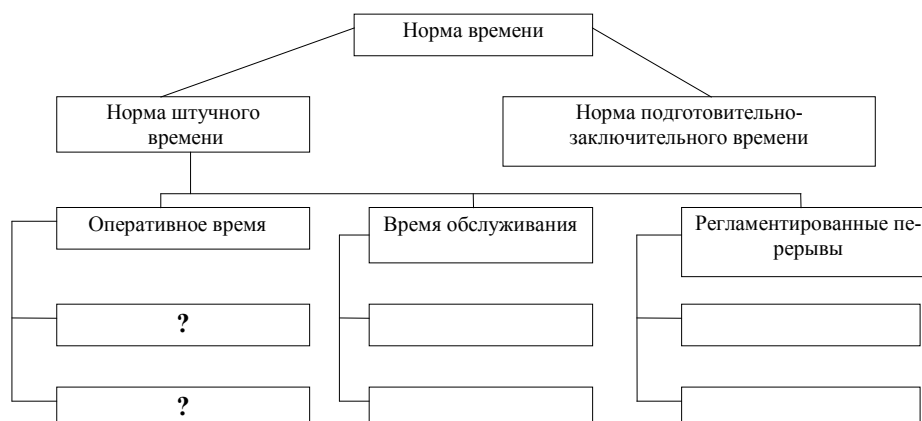 Норма времени
Норма штучного
времени
Норма подготовительно-
заключительного времени
Оперативное время
Время обслуживания
Регламентированные пе-
рерывы
?
?